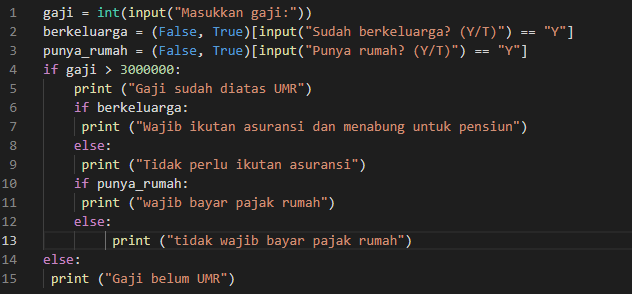 1 gaji = int(input("Masukkan gaji:"))
2 berkeluarga = (False, True)[input("Sudah berkeluarga? (Y/T)") == "Y"]
3 punya_rumah = (False, True)[input("Punya rumah? (Y/T)") == "Y"]
4 if gaji > 3000000:
5     print ("Gaji sudah diatas UMR")
6     if berkeluarga:
7      print ("Wajib ikutan asuransi dan menabung untuk pensiun")
8     else:
9      print ("Tidak perlu ikutan asuransi")
10     if punya_rumah:
11      print ("wajib bayar pajak rumah")
12     else:
13          print ("tidak wajib bayar pajak rumah")
14 else:
15  print ("Gaji belum UMR")